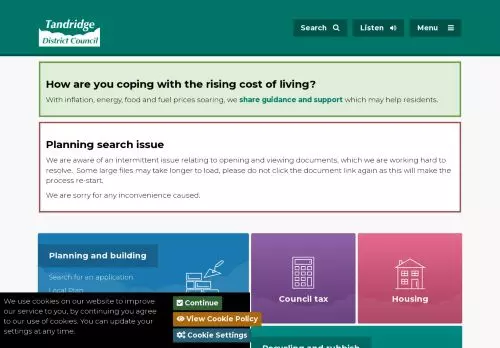 Tandridge
District Council
Search
Listen
Menu
How are you coping with the rising cost of living?
With inflation, energy, food and fuel prices soaring, we share guidance and support which may help residents.
Planning search issue
We are aware of an intermittent issue relating to opening and viewing documents, which we are working hard to
resolve. Some large files may take longer to load, please do not click the document link again as this will make the
process re-start.
We are sorry for any inconvenience caused.
Planning and building
Search for an application
Local Plan
Council tax
Housing
We use cookies on our website to improve
our service to you, by continuing you agree
to our use of cookies. You can update your
settings at any time.
Continue
View Cookie Policy
Cookie Settings
Recycling and rubbish